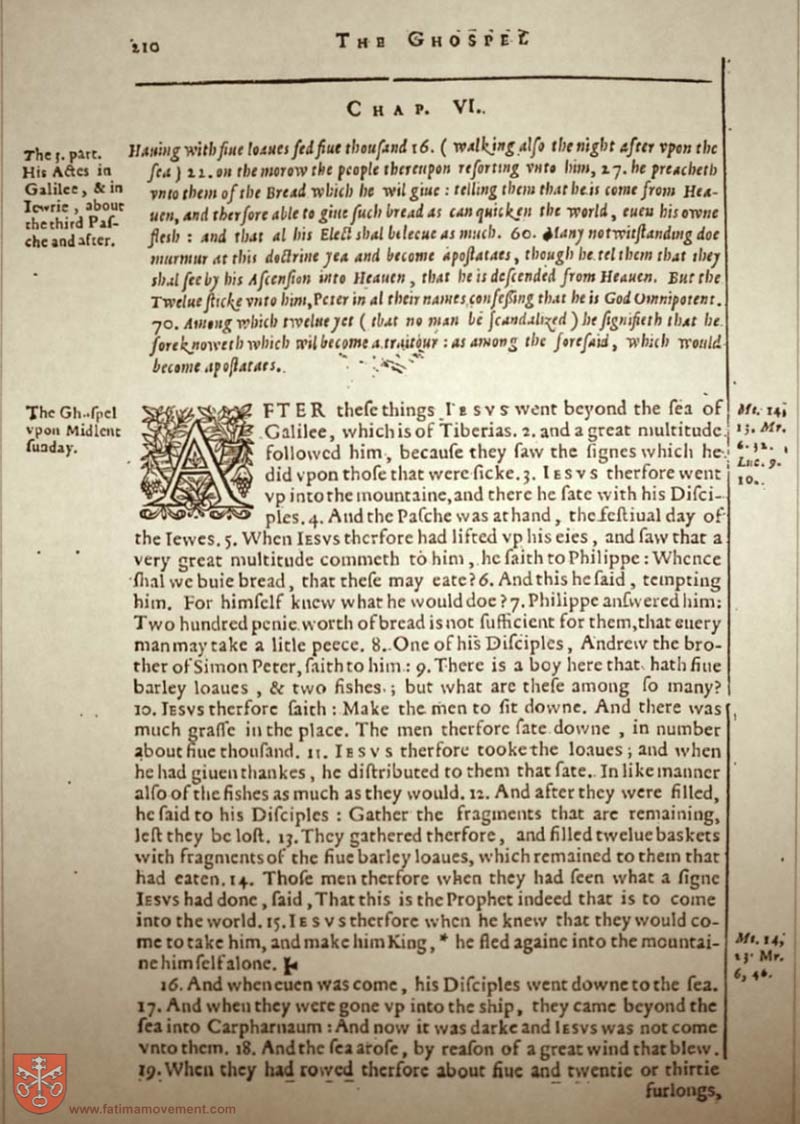 210
THE GHOSPEL
CHAP. VI.
The 3. part.
His Actes in
Galilee, & in
Iewrie, about
the third Pas-
che and after.
Hauing with fiue loaues fed fiue thousand 16. (walking also the night after vpon the
sea) 22. on the morow the people thereupon resorting vnto him, 27. he preacheth
vnto them of the Bread which he wil giue: telling them that he is come from Hea-
uen, and therfore able to giue such bread as can quicken the world, euen his owne
flesh: and that al his Elect shal beleeue as much. 60. Many notwitstanding doe
murmur at this doctrine yea and become apostataes, though he tel them that they
shal see by his Ascension into Heauen, that he is descended from Heauen. But the
Twelue sticke vnto him, Peter in al their names confessing that he is God Omnipotent.
70. Among which twelue yet (that no man be scandalized) he signifieth that he
foreknoweth which wil become a traitour: as among the foresaid, which would
become apostataes.
The Ghospel
vpon Midlent
sunday.
AFTER these things IESVS went beyond the sea of
Galilee, which is of Tiberias. 2. and a great multitude
followed him, because they saw the signes which he
did vpon those that were sicke. 3. IESVS therfore went
vp into the mountaine, and there he sate with his Disci-
ples. 4. And the Pasche was at hand, the festiual day of
the Iewes. 5. When IESVS therfore had lifted vp his eies, and saw that a
very great multitude commeth to him, he saith to Philippe: Whence
shal we buie bread, that these may eate? 6. And this he said, tempting
him. For himself knew what he would doe? 7. Philippe answered him:
Two hundred penie worth of bread is not sufficient for them, that euery
man may take a litle peece. 8. One of his Disciples, Andrew the bro-
ther of Simon Peter, saith to him: 9. There is a boy here that hath fiue
barley loaues, & two fishes; but what are these among so many?
10. IESVS therfore saith: Make the men to sit downe. And there was
much grasse in the place. The men therfore sate downe, in number
about fiue thousand. 11. IESVS therfore tooke the loaues; and when
he had giuen thankes, he distributed to them that sate. In like manner
also of the fishes as much as they would. 12. And after they were filled,
he said to his Disciples: Gather the fragments that are remaining,
lest they be lost. 13. They gathered therfore, and filled twelue baskets
with fragments of the fiue barley loaues, which remained to them that
had eaten. 14. Those men therfore when they had seen what a signe
IESVS had done, said, That this is the Prophet indeed that is to come
into the world. 15. IESVS therfore when he knew that they would co-
me to take him, and make him King, * he fled againe into the mountai-
ne him self alone.
16. And when euen was come, his Disciples went downe to the sea.
17. And when they were gone vp into the ship, they came beyond the
sea into Carpharnaum: And now it was darke and IESVS was not come
vnto them. 18. And the sea arose, by reason of a great wind that blew.
19. When they had rowed therfore about fiue and twentie or thirtie
furlongs,
Mt. 14,
13. Mr.
6. 32.
Luc. 9.
10.
Mt. 14,
23. Mr.
6, 46.
www.fatimamovement.com